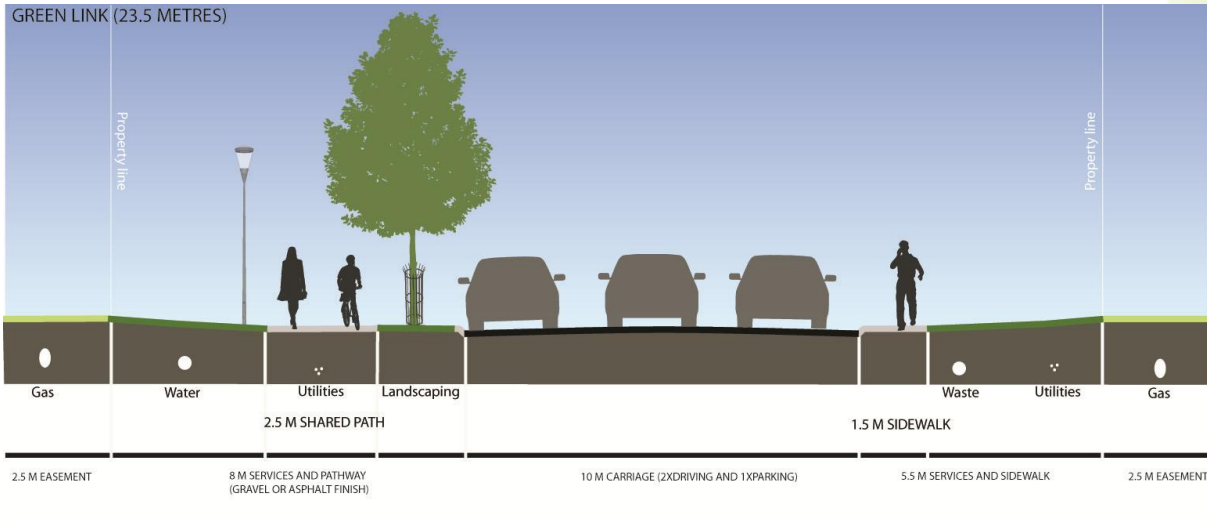 GREEN LINK (23.5 METRES)
Property line
Property line
Gas
Water
Utilities
Landscaping
Waste
Utilities
Gas
2.5 M SHARED PATH
1.5 M SIDEWALK
2.5 M EASEMENT
8 M SERVICES AND PATHWAY
(GRAVEL OR ASPHALT FINISH)
10 M CARRIAGE (2XDRIVING AND 1XPARKING)
5.5 M SERVICES AND SIDEWALK
2.5 M EASEMENT